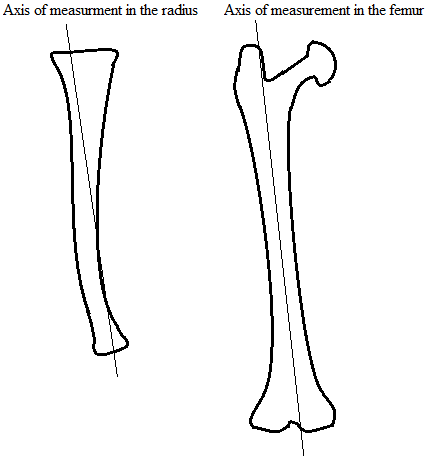 Axis of measurment in the radius
Axis of measurement in the femur